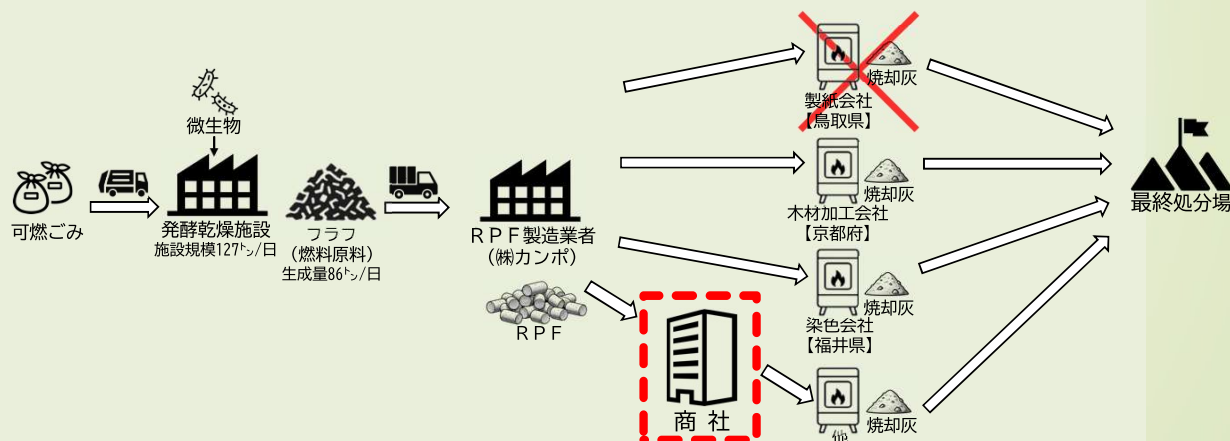 可燃ごみ
微生物
発酵乾燥施設
施設規模127㌧/日
フラフ
(燃料原料)
生成量86㌧/日
RPF製造業者
(㈱カンポ)
RPF
商社
焼却灰
製紙会社
【鳥取県】
焼却灰
木材加工会社
【京都府】
焼却灰
染色会社
【福井県】
焼却灰
他
最終処分場